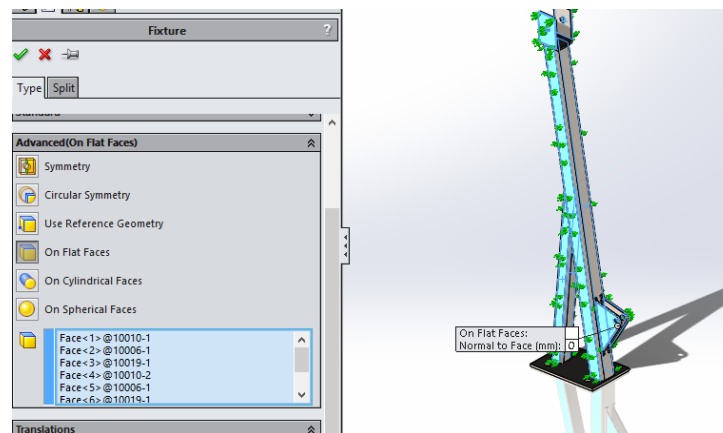 Fixture
?
Type
Split
Standard
Advanced(On Flat Faces)
Symmetry
Circular Symmetry
Use Reference Geometry
On Flat Faces
On Cylindrical Faces
On Spherical Faces
Face<1>@10010-1
Face<2>@10006-1
Face<3>@10019-1
Face<4>@10010-2
Face<5>@10006-1
Face<6>@10019-1
Translations
On Flat Faces:
Normal to Face (mm): 0